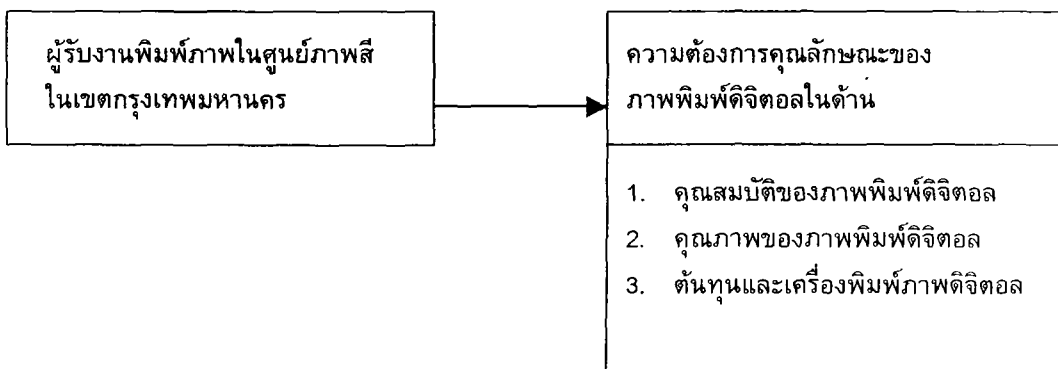 ผู้รับงานพิมพ์ภาพในศูนย์ภาพสี
ในเขตกรุงเทพมหานคร
ความต้องการคุณลักษณะของ
ภาพพิมพ์ดิจิตอลในด้าน
1. คุณสมบัติของภาพพิมพ์ดิจิตอล
2. คุณภาพของภาพพิมพ์ดิจิตอล
3. ต้นทุนและเครื่องพิมพ์ภาพดิจิตอล